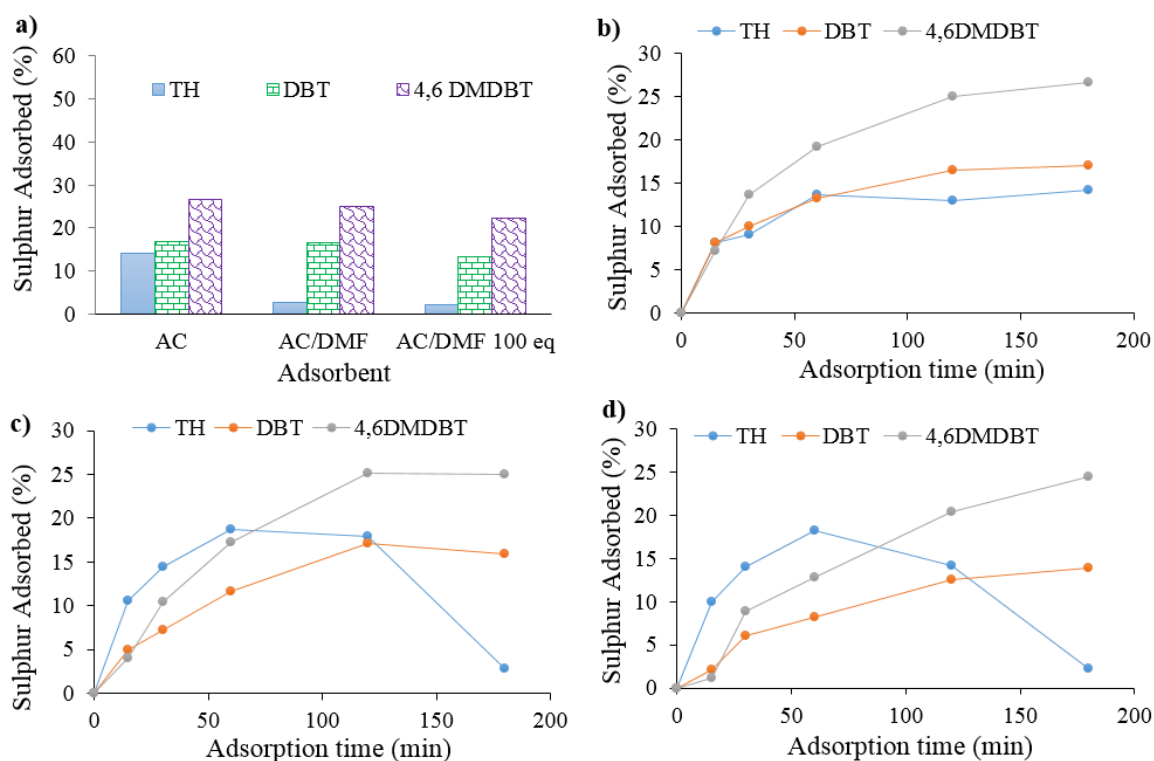 a)
Sulphur Adsorbed (%)
60
50
40
30
20
10
0
TH DBT 4,6 DMDBT
AC AC/DMF AC/DMF 100 eq
Adsorbent
b)
TH DBT 4,6DMDBT
Sulphur Adsorbed (%)
30
25
20
15
10
5
0
0 50 100 150 200
Adsorption time (min)
c)
TH DBT 4,6DMDBT
Sulphur Adsorbed (%)
30
25
20
15
10
5
0
0 50 100 150 200
Adsorption time (min)
d)
TH DBT 4,6DMDBT
Sulphur Adsorbed (%)
30
25
20
15
10
5
0
0 50 100 150 200
Adsorption time (min)